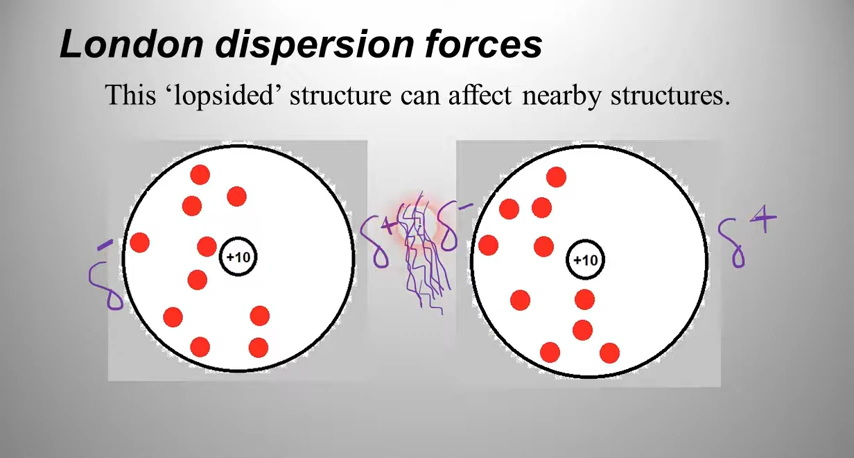 London dispersion forces
This ‘lopsided’ structure can affect nearby structures.
δ- δ+ δ- δ+
+10 +10